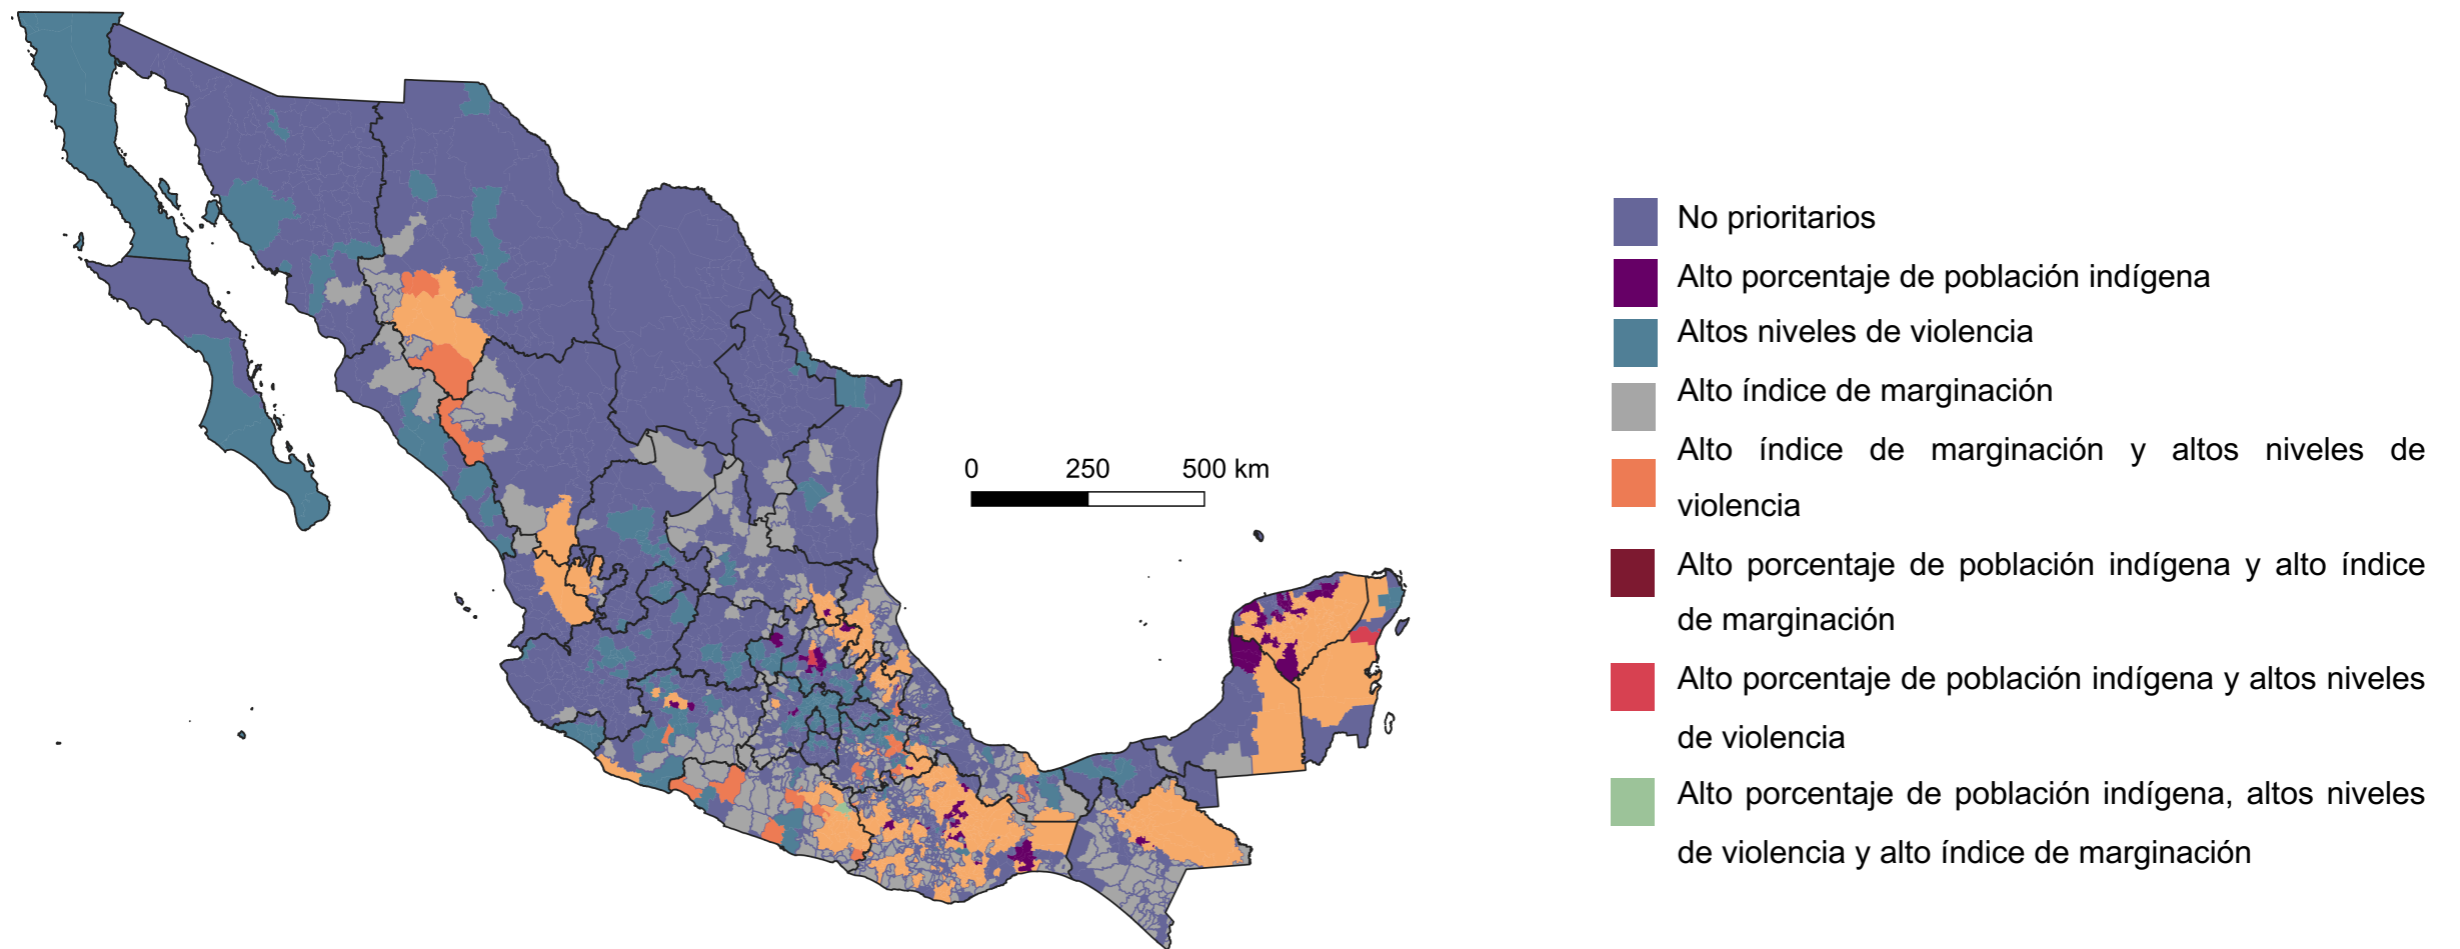 0 250 500 km
No prioritarios
Alto porcentaje de población indígena
Altos niveles de violencia
Alto índice de marginación
Alto índice de marginación y altos niveles de
violencia
Alto porcentaje de población indígena y alto índice
de marginación
Alto porcentaje de población indígena y altos niveles
de violencia
Alto porcentaje de población indígena, altos niveles
de violencia y alto índice de marginación